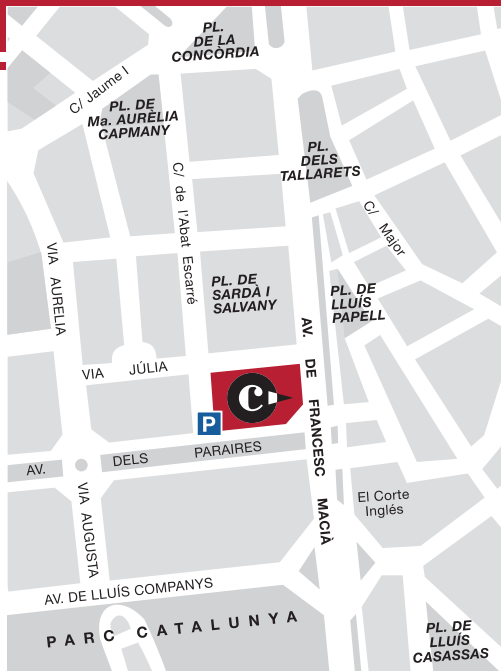 PL.
DE LA
CONCÒRDIA
C/ Jaume I
PL. DE
Ma. AURÈLIA
CAPMANY
PL.
DELS
TALLARETS
C/ de l'Abat Escarré
C/ Major
VIA AURELIA
PL. DE
SARDÀ I
SALVANY
PL. DE
LLUÍS
PAPELL
AV. DE FRANCESC MACIÀ
VIA JÚLIA
c
P
AV. DELS PARAIRES
VIA AUGUSTA
El Corte
Inglés
AV. DE LLUÍS COMPANYS
PARC CATALUNYA
PL. DE
LLUÍS
CASASSAS